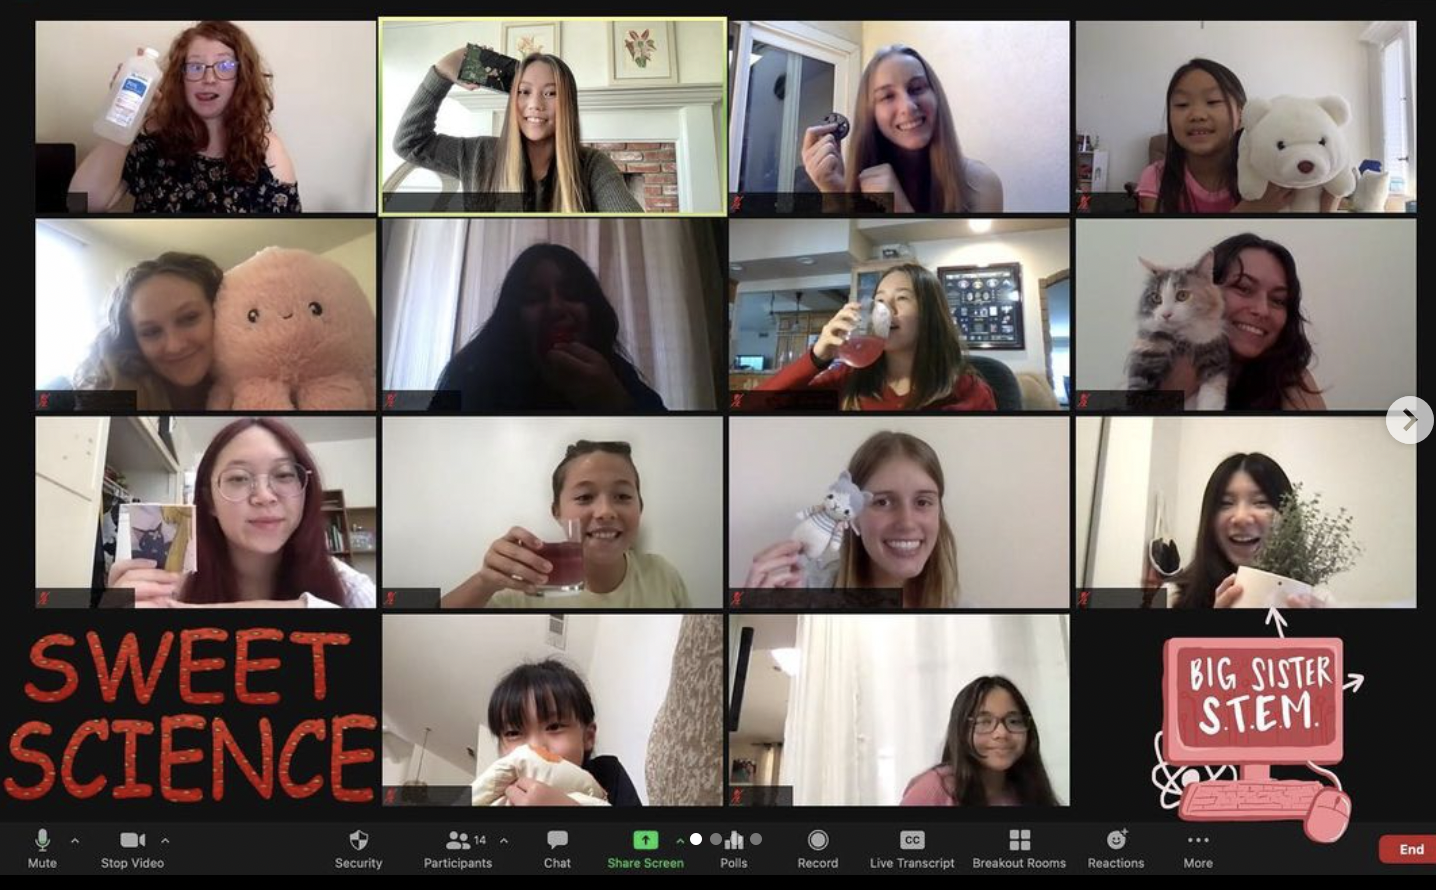 SWEET
SCIENCE
BIG SISTER
S.T.E.M.
Mute
Stop Video
Security
14
Participants
Chat
Share Screen
Polls
Record
CC
Live Transcript
Breakout Rooms
Reactions
More
End